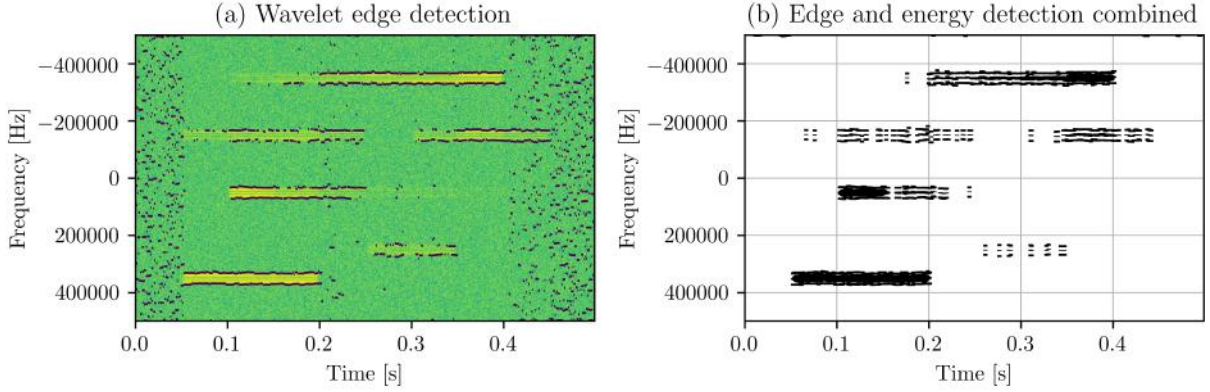 (a) Wavelet edge detection
−400000
−200000
0
200000
400000
Frequency [Hz]
0.0 0.1 0.2 0.3 0.4
Time [s]
(b) Edge and energy detection combined
−400000
−200000
0
200000
400000
Frequency [Hz]
0.0 0.1 0.2 0.3 0.4
Time [s]